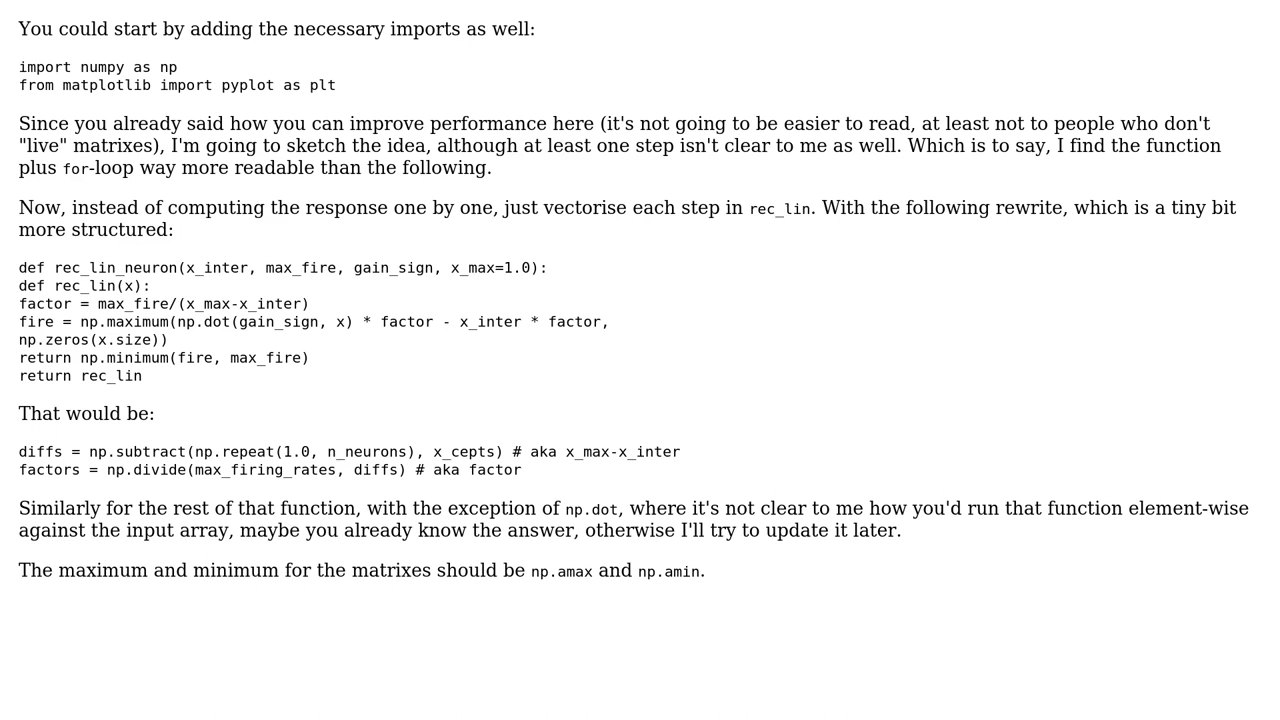 You could start by adding the necessary imports as well:
import numpy as np
from matplotlib import pyplot as plt
Since you already said how you can improve performance here (it's not going to be easier to read, at least not to people who don't
"live" matrixes), I'm going to sketch the idea, although at least one step isn't clear to me as well. Which is to say, I find the function
plus for-loop way more readable than the following.
Now, instead of computing the response one by one, just vectorise each step in rec_lin. With the following rewrite, which is a tiny bit
more structured:
def rec_lin_neuron(x_inter, max_fire, gain_sign, x_max=1.0):
def rec_lin(x):
factor = max_fire/(x_max-x_inter)
fire = np.maximum(np.dot(gain_sign, x) * factor - x_inter * factor,
np.zeros(x.size))
return np.minimum(fire, max_fire)
return rec_lin
That would be:
diffs = np.subtract(np.repeat(1.0, n_neurons), x_cepts) # aka x_max-x_inter
factors = np.divide(max_firing_rates, diffs) # aka factor
Similarly for the rest of that function, with the exception of np.dot, where it's not clear to me how you'd run that function element-wise
against the input array, maybe you already know the answer, otherwise I'll try to update it later.
The maximum and minimum for the matrixes should be np.amax and np.amin.